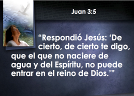 Juan 3:5
"Respondió Jesús: 'De
cierto, de cierto te digo,
que el que no naciere de
agua y del Espíritu, no puede
entrar en el reino de Dios.'"